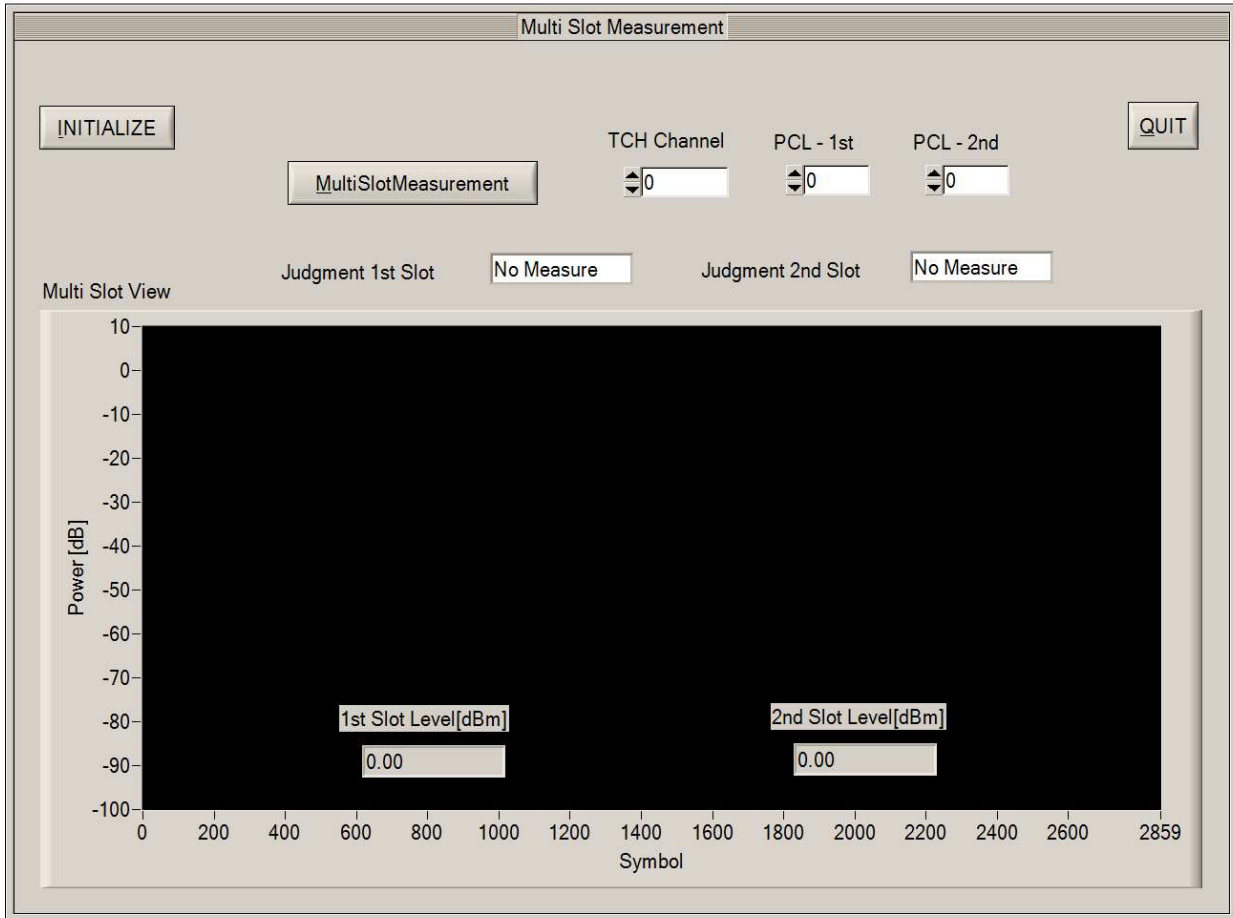 Multi Slot Measurement
INITIALIZE
QUIT
TCH Channel
PCL - 1st
PCL - 2nd
MultiSlotMeasurement
0
0
0
Judgment 1st Slot
No Measure
Judgment 2nd Slot
No Measure
Multi Slot View
10
0
-10
-20
-30
-40
-50
-60
-70
-80
-90
-100
Power [dB]
1st Slot Level[dBm]
2nd Slot Level[dBm]
0.00
0.00
0 200 400 600 800 1000 1200 1400 1600 1800 2000 2200 2400 2600 2859
Symbol